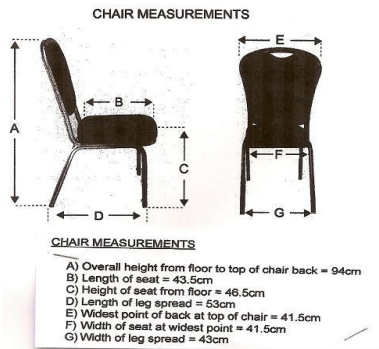 CHAIR MEASUREMENTS
E
B
A
C
F
D
G
CHAIR MEASUREMENTS
A) Overall height from floor to top of chair back = 94cm
B) Length of seat = 43.5cm
C) Height of seat from floor = 46.5cm
D) Length of leg spread = 53cm
E) Widest point of back at top of chair = 41.5cm
F) Width of seat at widest point = 41.5cm
G) Width of leg spread = 43cm